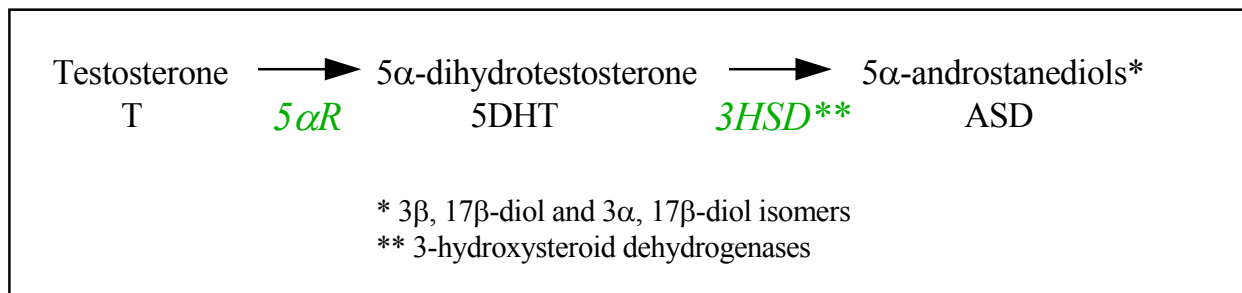 Testosterone 5α-dihydrotestosterone 5α-androstanediols*
T 5αR 5DHT 3HSD** ASD
* 3β, 17β-diol and 3α, 17β-diol isomers
** 3-hydroxysteroid dehydrogenases